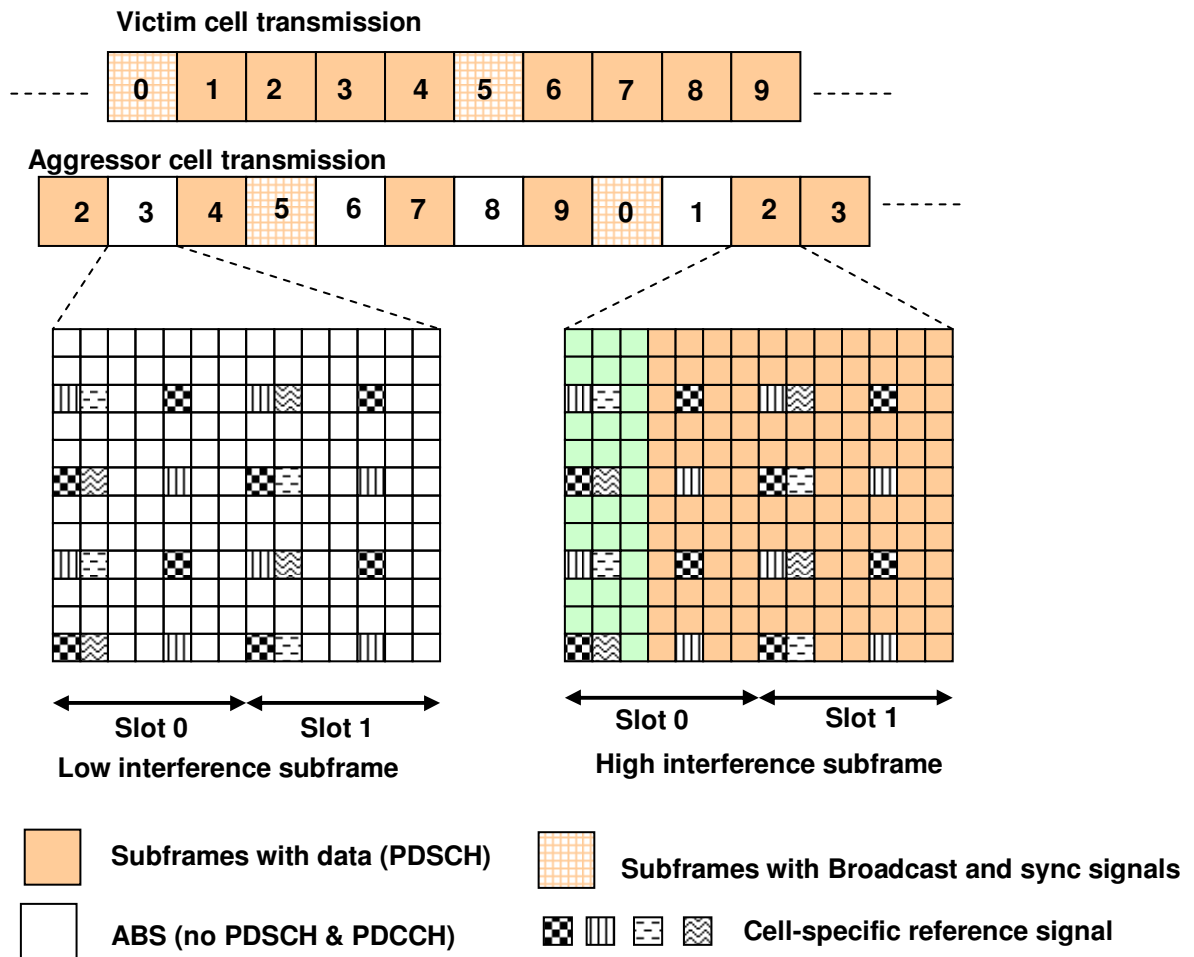 Victim cell transmission
0 1 2 3 4 5 6 7 8 9
Aggressor cell transmission
2 3 4 5 6 7 8 9 0 1 2 3
Slot 0 Slot 1
Low interference subframe
Slot 0 Slot 1
High interference subframe
Subframes with data (PDSCH)
Subframes with Broadcast and sync signals
ABS (no PDSCH & PDCCH)
Cell-specific reference signal